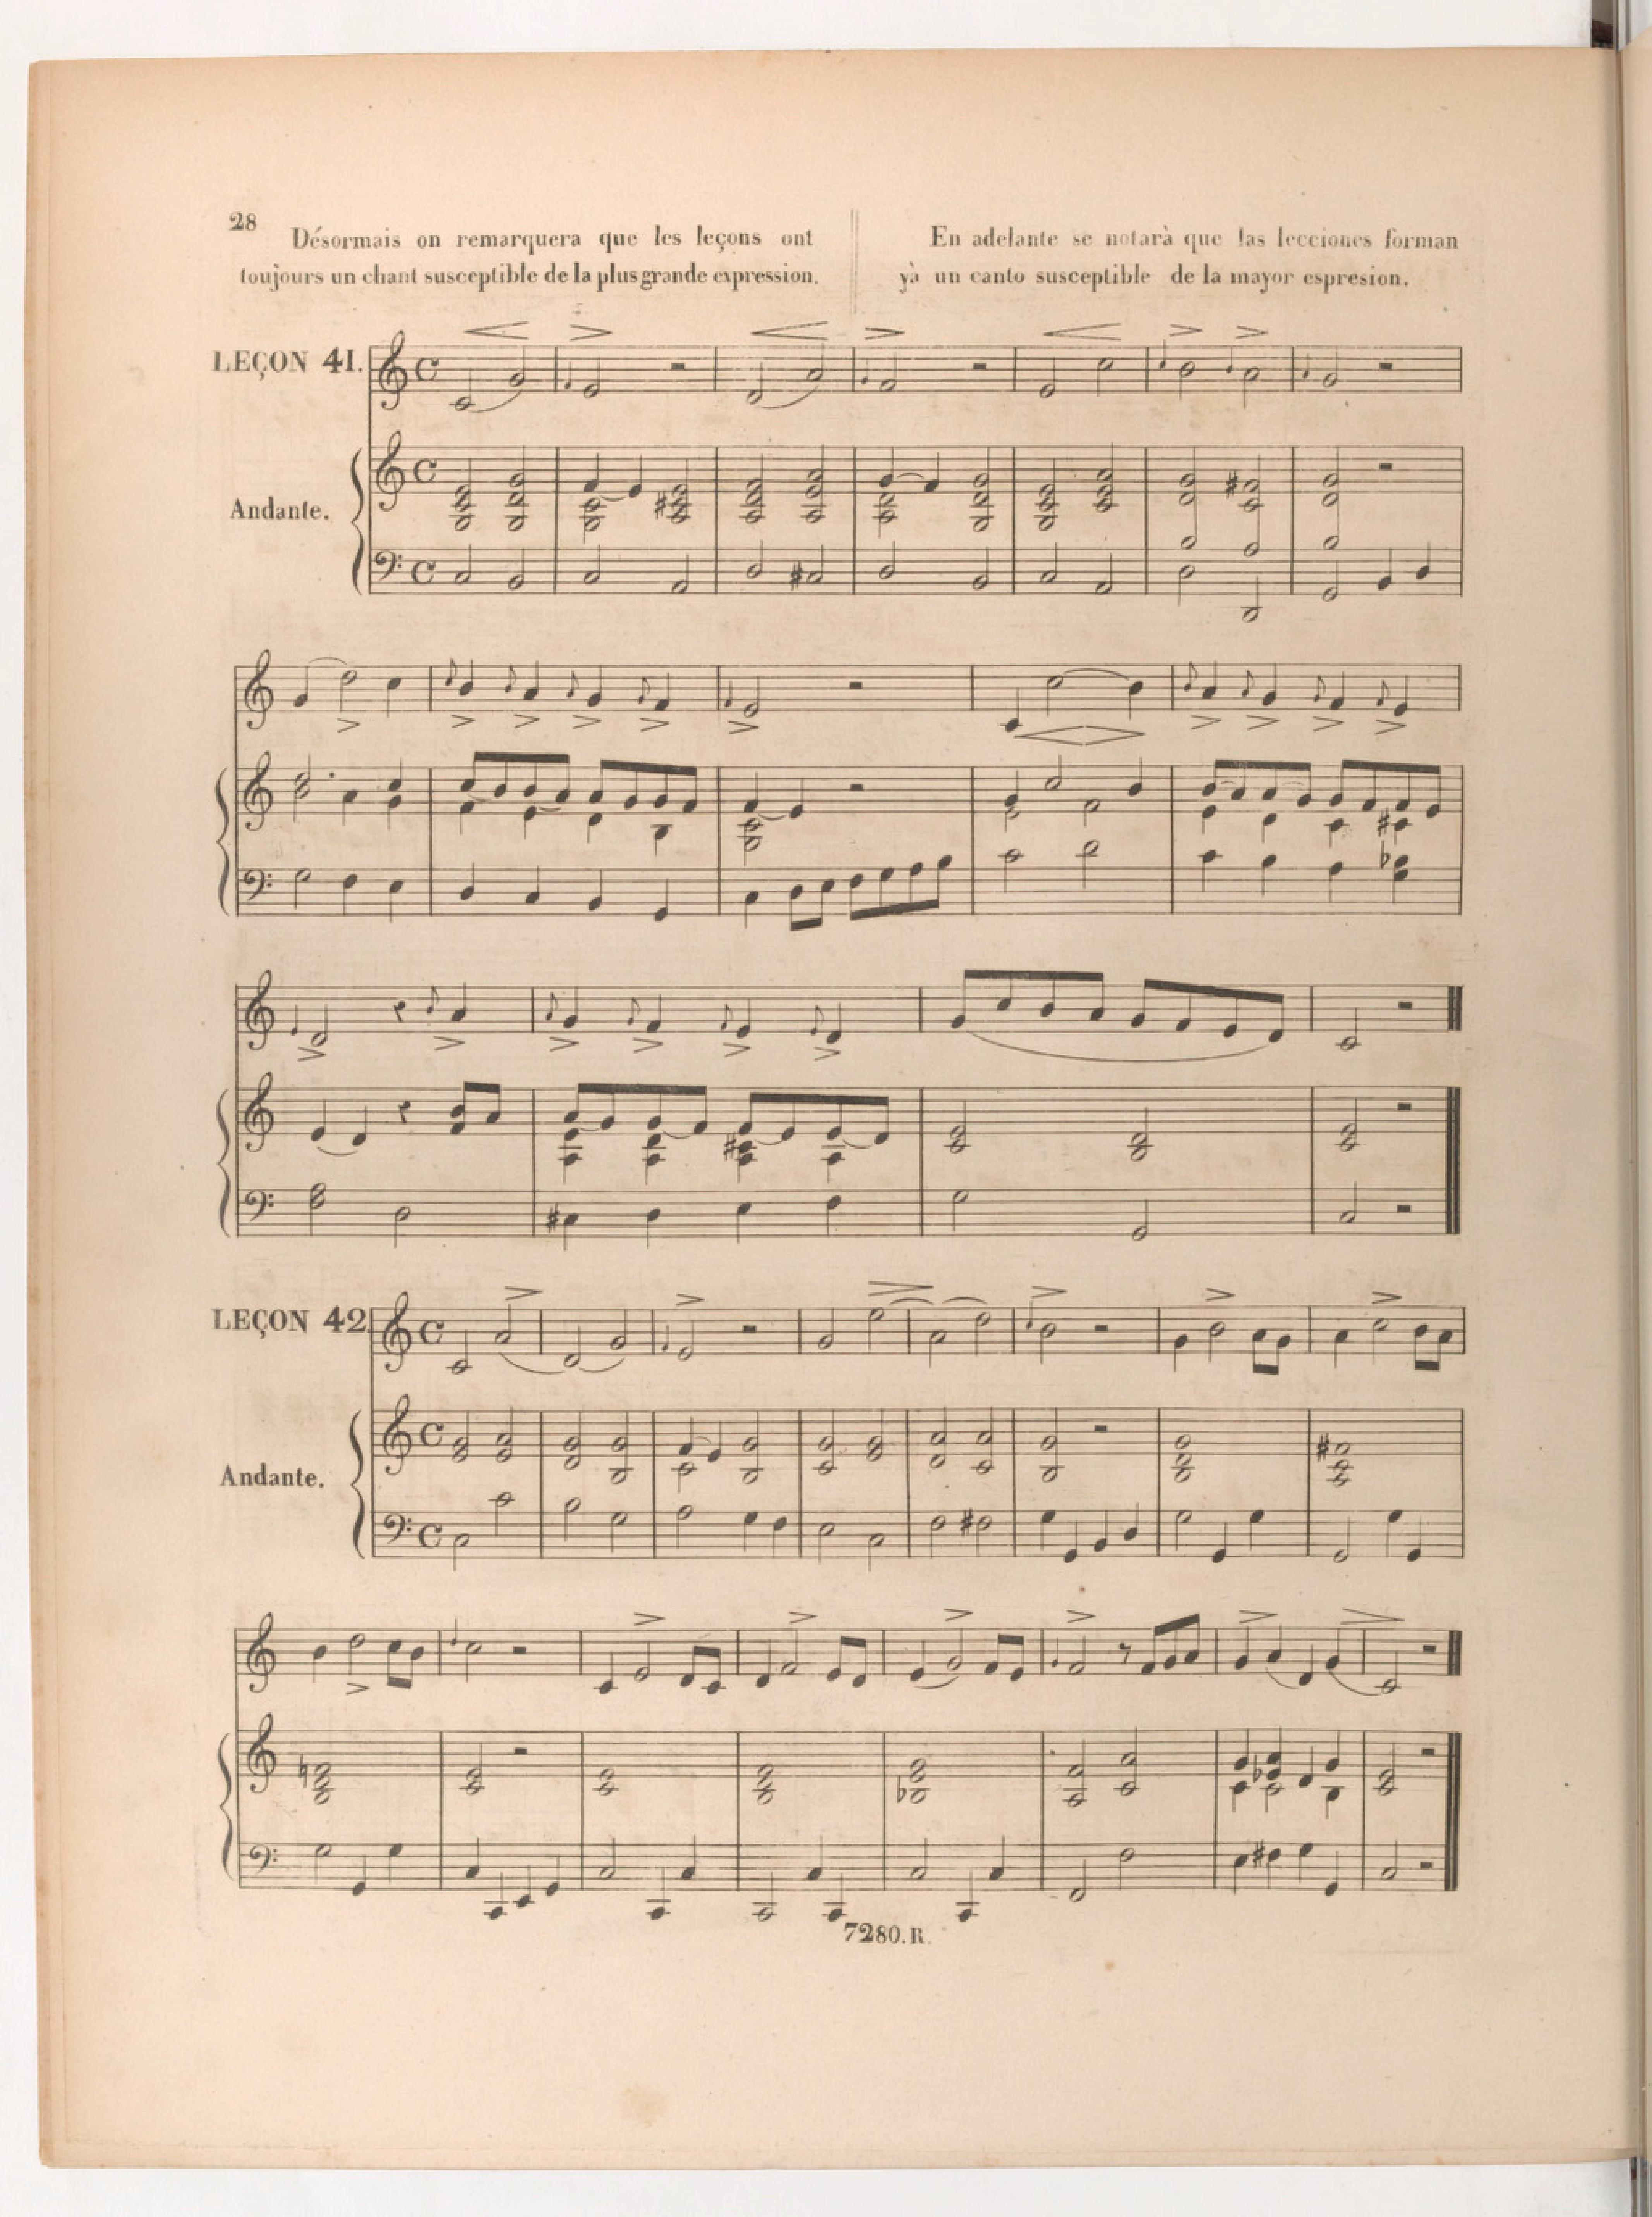 28
Désormais on remarquera que les leçons ont
toujours un chant susceptible de la plus grande expression.
En adelante se notarà que las lecciones forman
yà un canto susceptible de la mayor espresion.
LEÇON 41.
Andante.
LEÇON 42.
Andante.
7280. R.